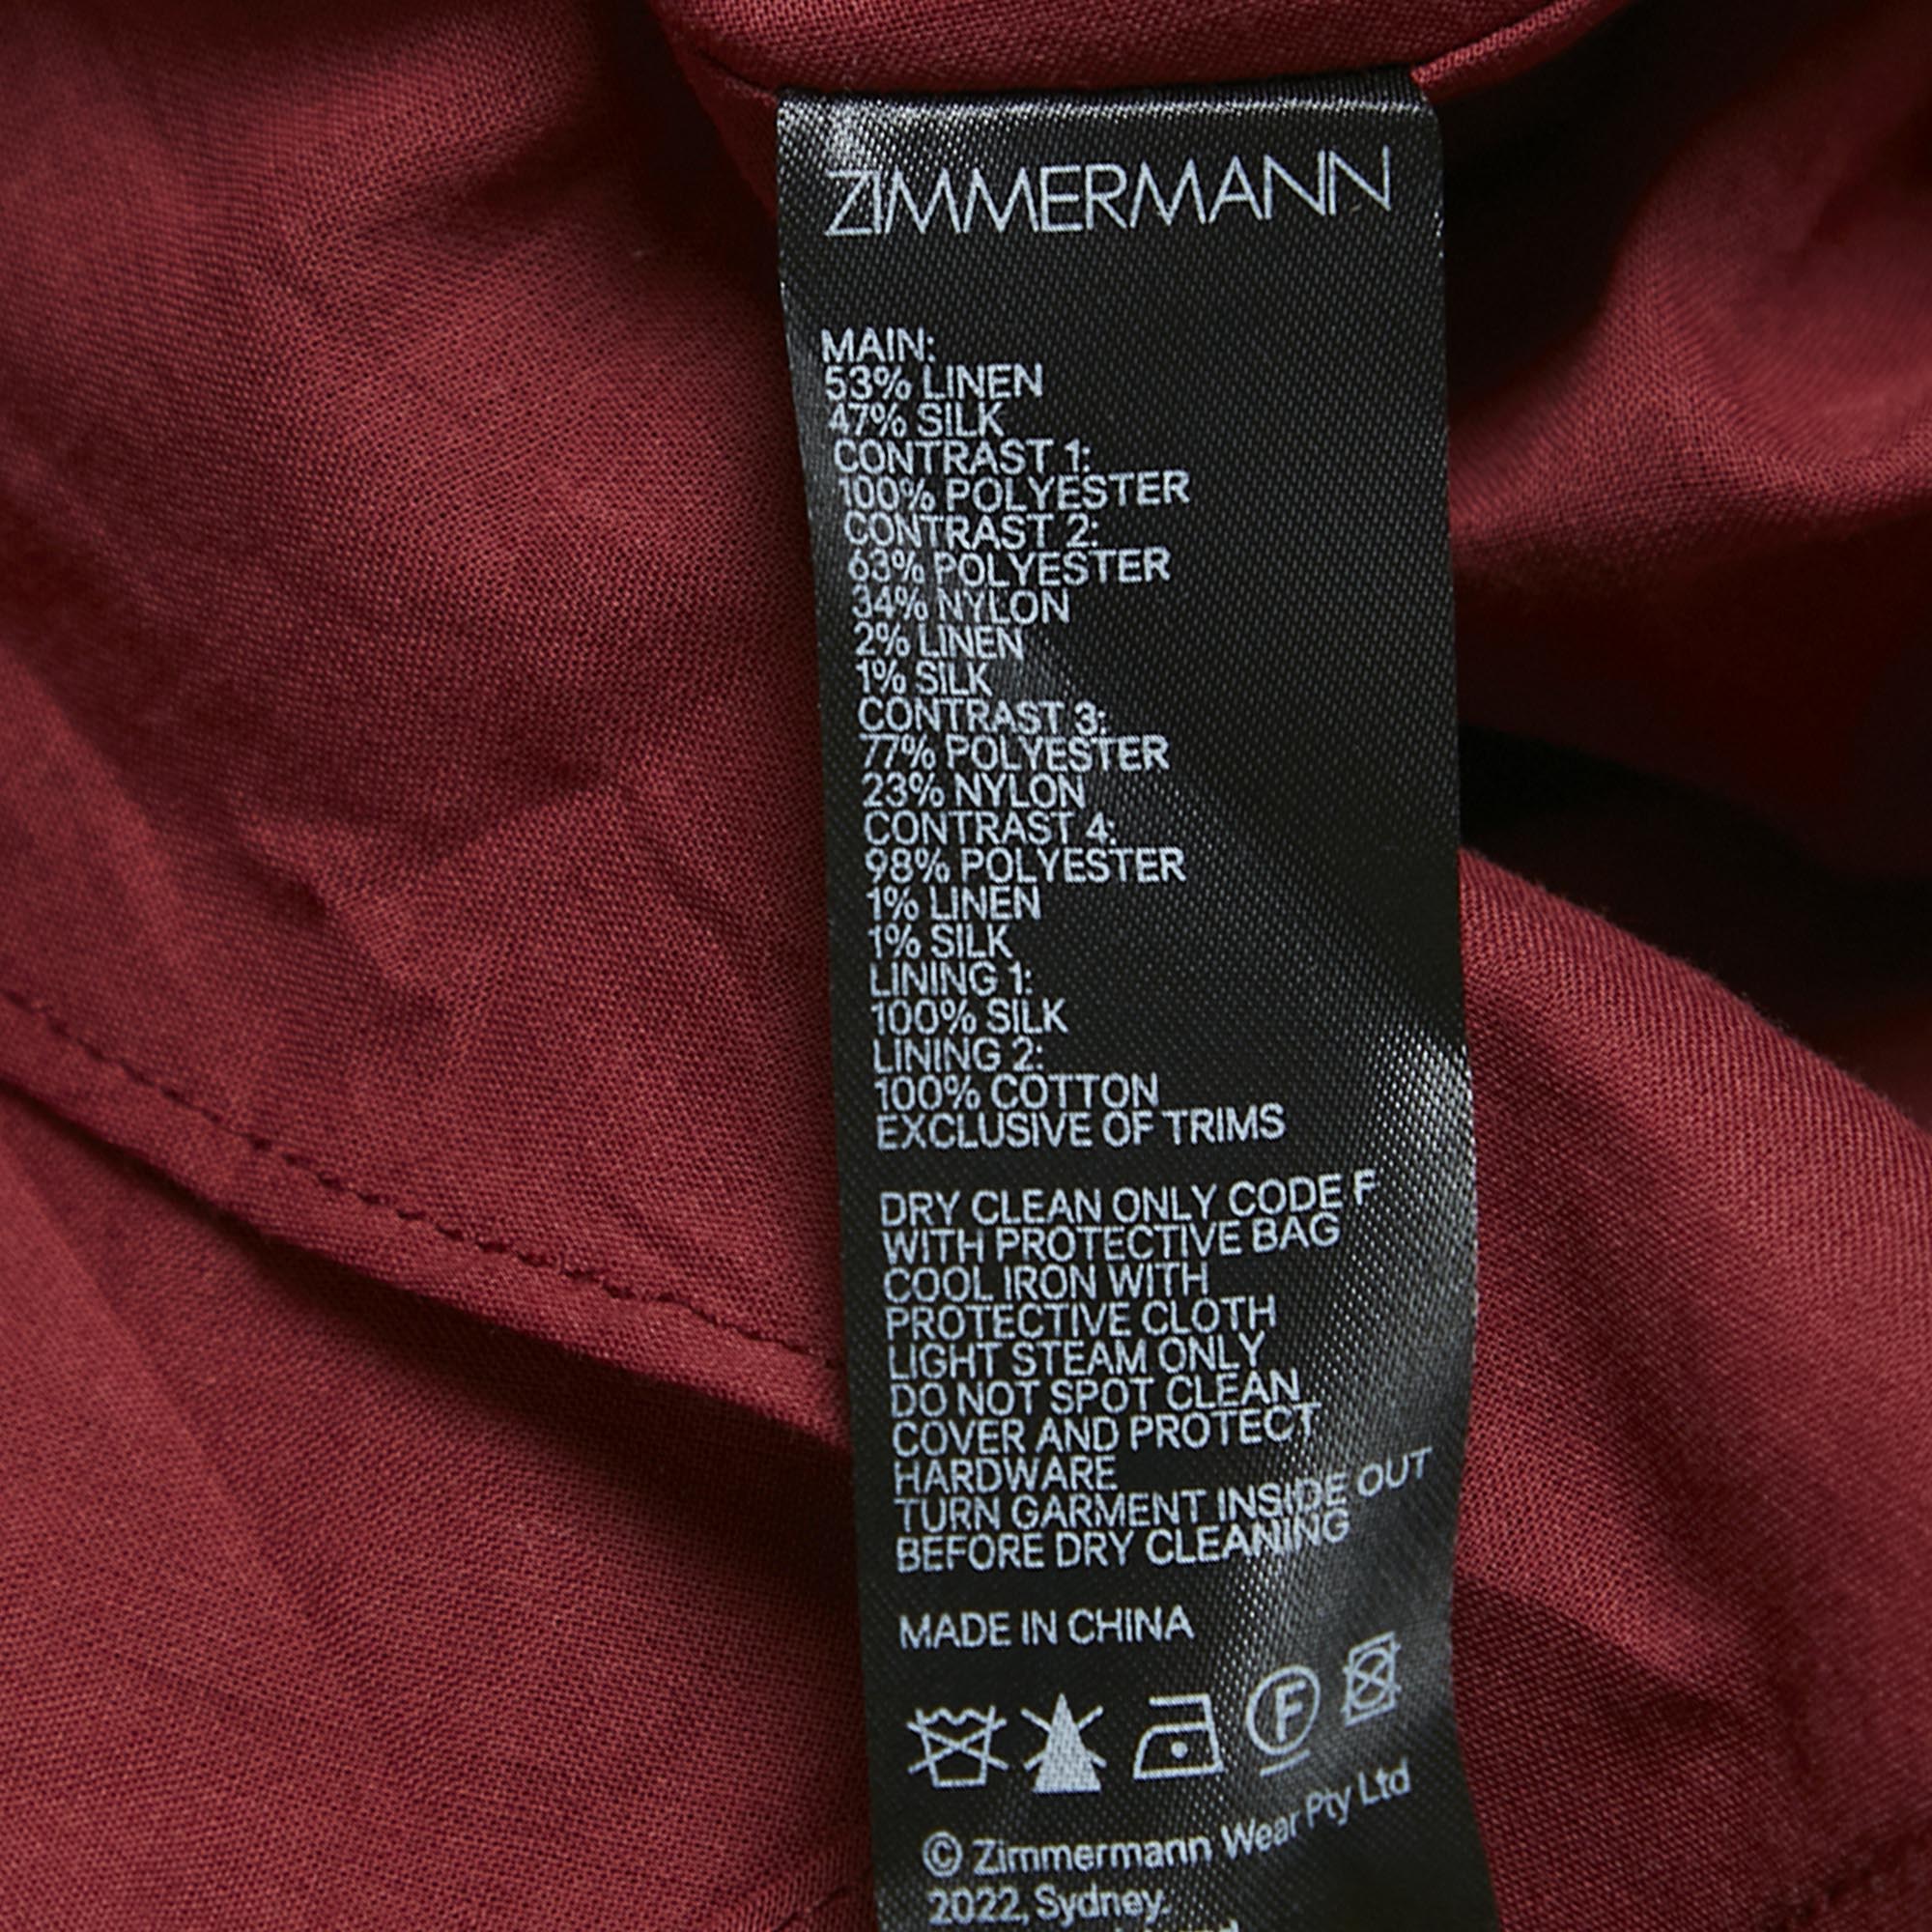 ZIMMERMANN
MAIN:
53% LINEN
47% SILK
CONTRAST 1:
100% POLYESTER
CONTRAST 2:
63% POLYESTER
34% NYLON
2% LINEN
1% SILK
CONTRAST 3:
77% POLYESTER
23% NYLON
CONTRAST 4:
98% POLYESTER
1% LINEN
1% SILK
LINING 1:
100% SILK
LINING 2:
100% COTTON
EXCLUSIVE OF TRIMS
DRY CLEAN ONLY CODE F
WITH PROTECTIVE BAG
COOL IRON WITH
PROTECTIVE CLOTH
LIGHT STEAM ONLY
DO NOT SPOT CLEAN
COVER AND PROTECT
HARDWARE
TURN GARMENT INSIDE OUT
BEFORE DRY CLEANING
MADE IN CHINA
F
© Zimmermann Wear Pty Ltd
2022, Sydney.